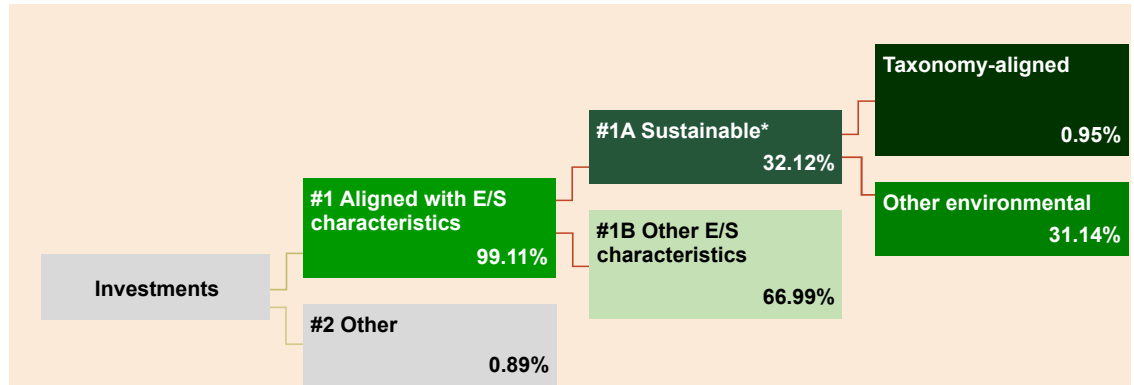 Investments
#1 Aligned with E/S
characteristics
99.11%
#2 Other
0.89%
#1A Sustainable*
32.12%
#1B Other E/S
characteristics
66.99%
Taxonomy-aligned
0.95%
Other environmental
31.14%